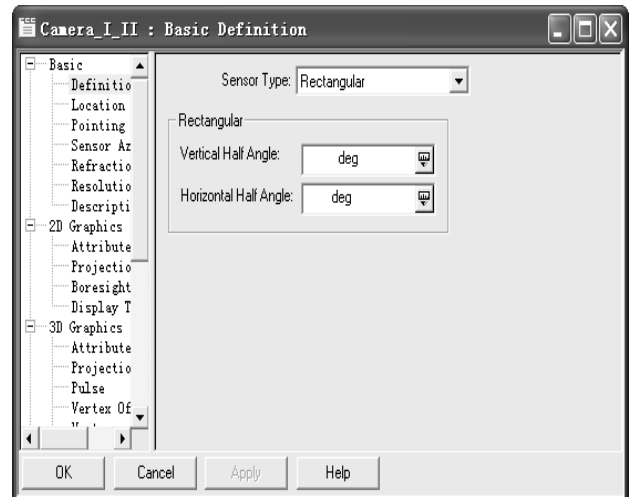 Camera_I_II : Basic Definition
Basic
Definitio
Location
Pointing
Sensor Az
Refractio
Resolutio
Descripti
2D Graphics
Attribute
Projectio
Boresight
Display T
3D Graphics
Attribute
Projectio
Pulse
Vertex Of
Sensor Type: Rectangular
Rectangular
Vertical Half Angle: deg
Horizontal Half Angle: deg
OK Cancel Apply Help